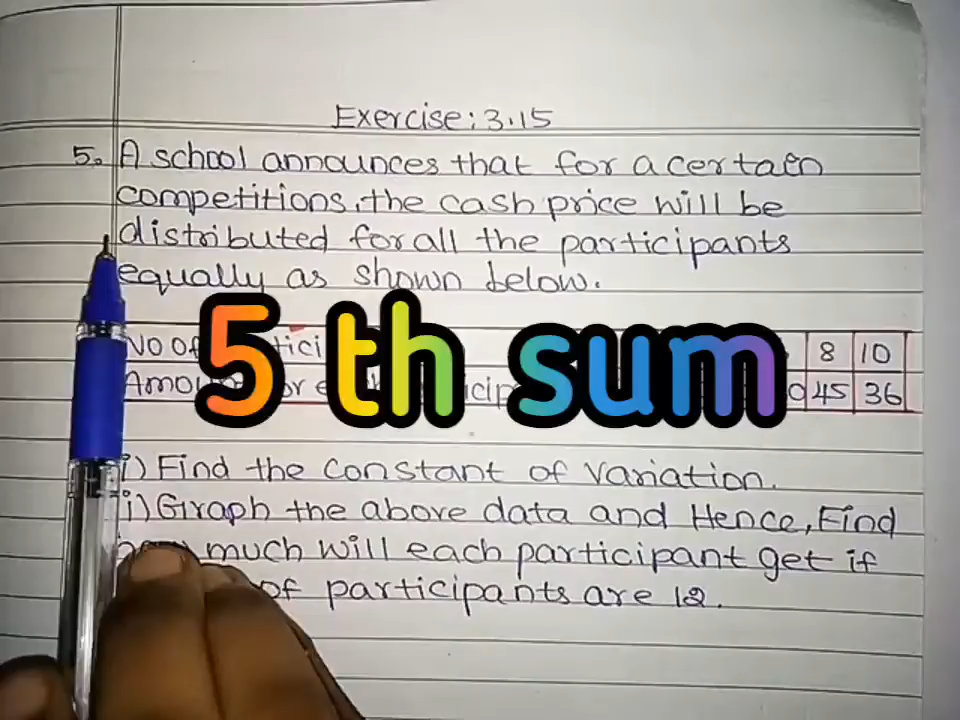 Exercise: 3.15
5. A school announces that for a certain
competitions, the cash price will be
distributed for all the participants
equally as shown below.
5 th sum
No Of 8 10
45 36
i) Find the constant of variation.
i) Graph the above data and Hence, Find
much will each participant get if
of participants are 12.